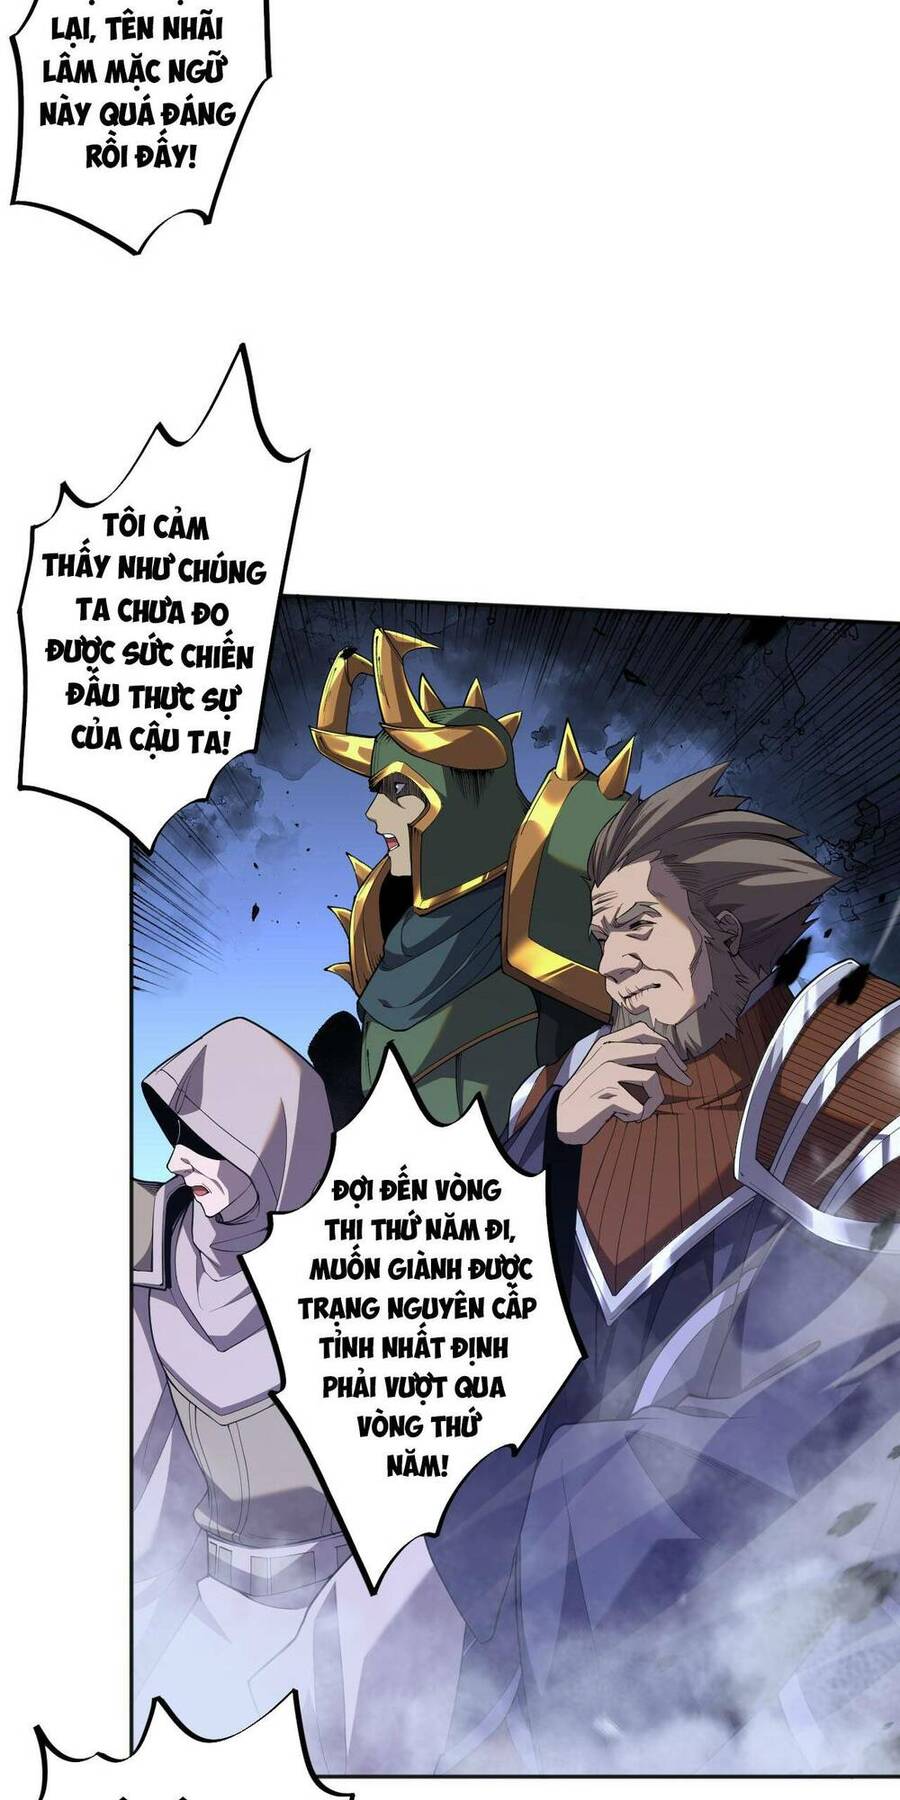 LẠI, TÊN NHÃI
LÂM MẶC NGỮ
NÀY QUÁ ĐÁNG
RỒI ĐẤY!
TÔI CẢM
THẤY NHƯ CHÚNG
TA CHƯA ĐO
ĐƯỢC SỨC CHIẾN
ĐẤU THỰC SỰ
CỦA CẬU TA!
ĐỢI ĐẾN VÒNG
THI THỨ NĂM ĐI,
MUỐN GIÀNH ĐƯỢC
TRẠNG NGUYÊN CẤP
TỈNH NHẤT ĐỊNH
PHẢI VƯỢT QUA
VÒNG THỨ
NĂM!